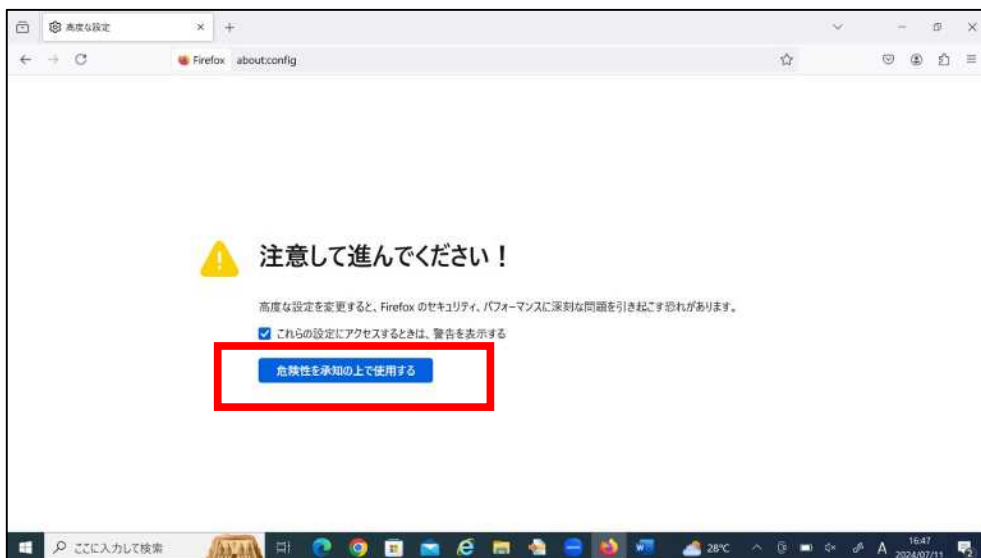 高度な設定
Firefox about:config
注意して進んでください！
高度な設定を変更すると、Firefox のセキュリティ、パフォーマンスに深刻な問題を引き起こす恐れがあります。
これらの設定にアクセスするときは、警告を表示する
危険性を承知の上で使用する
ここに入力して検索
28°C
A
16:47
2024/07/11